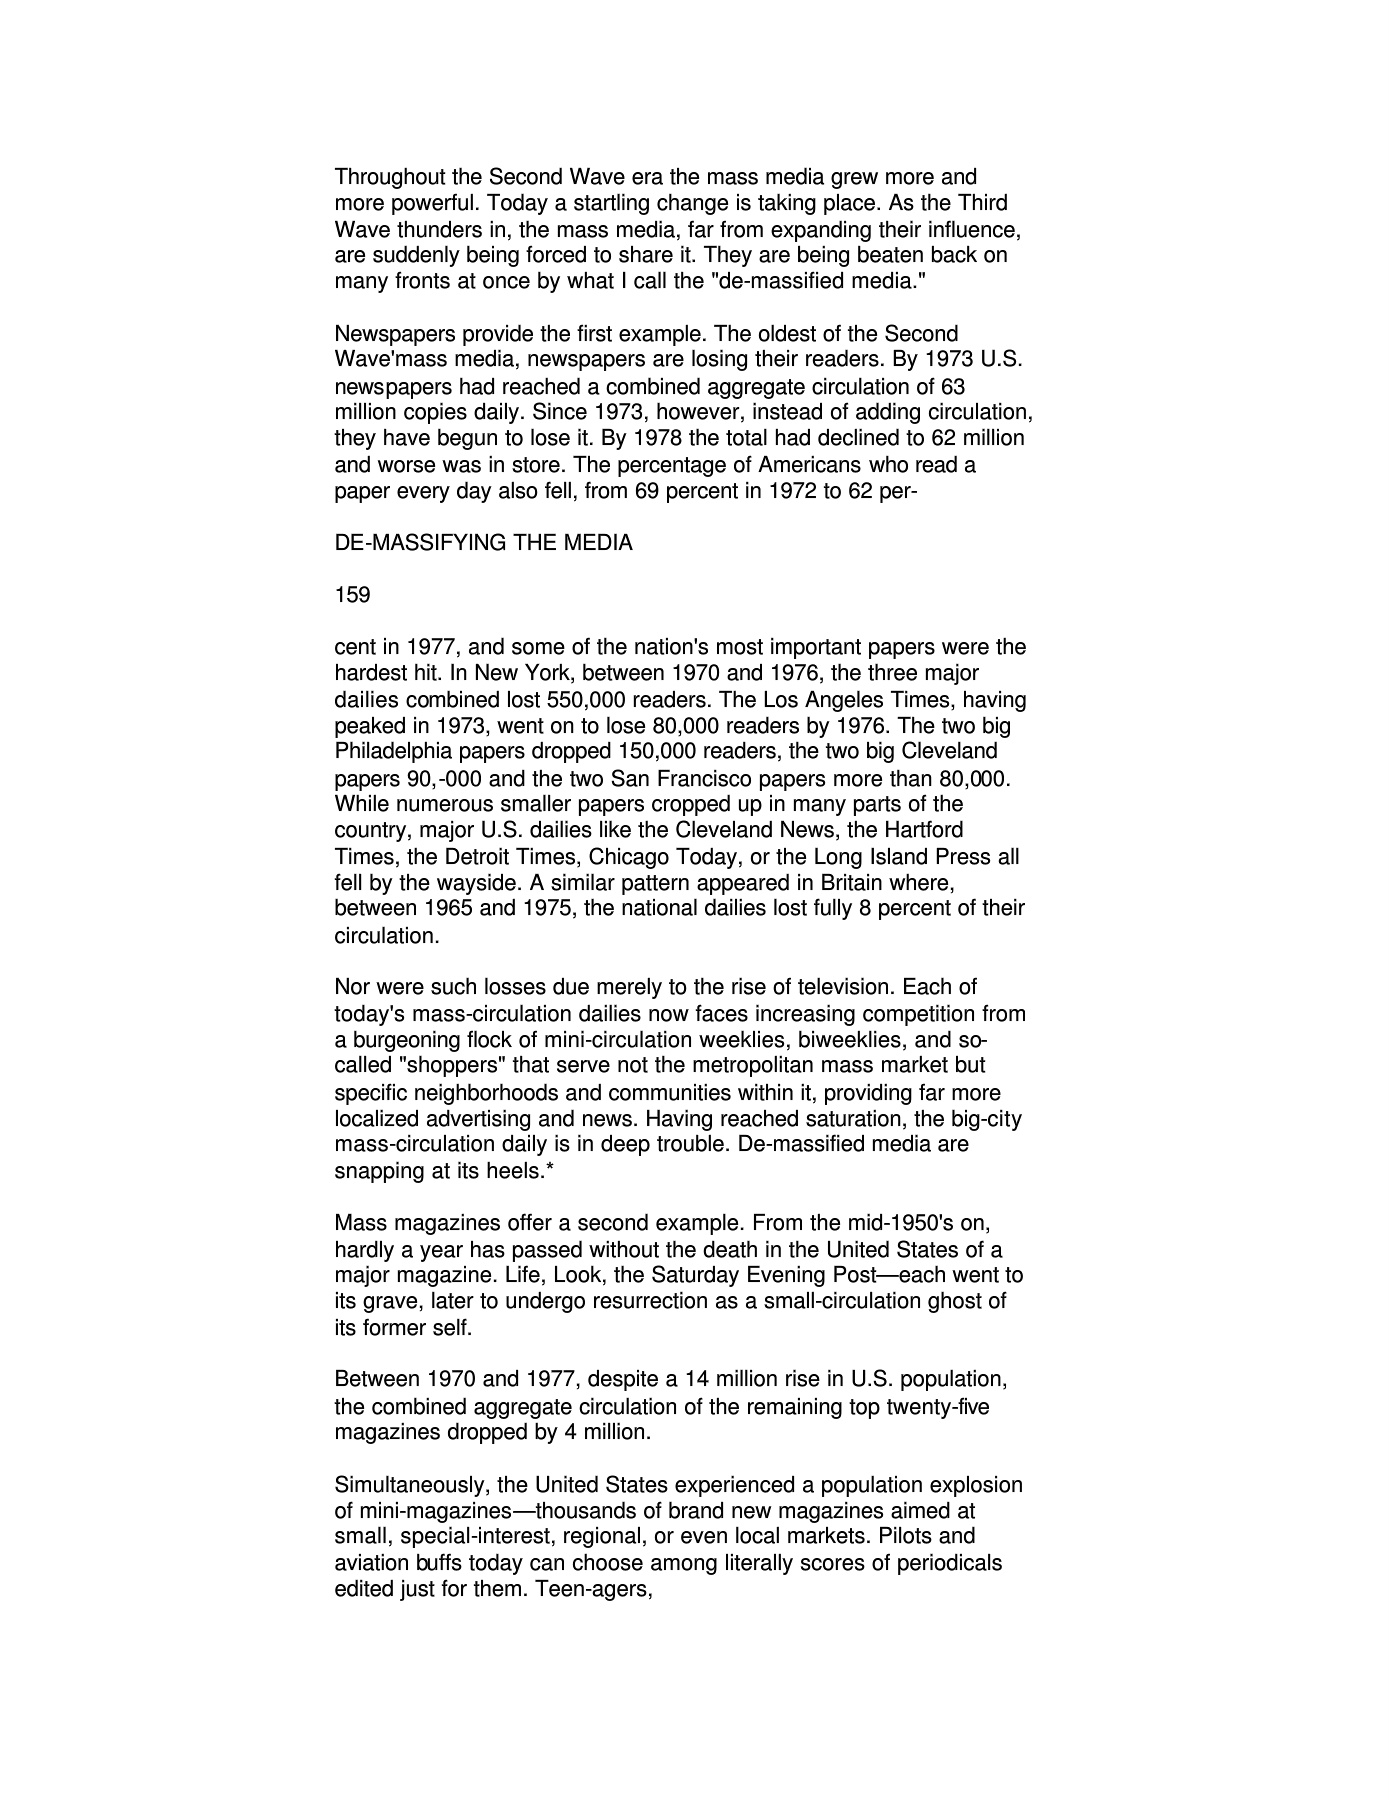 Throughout the Second Wave era the mass media grew more and
more powerful. Today a startling change is taking place. As the Third
Wave thunders in, the mass media, far from expanding their influence,
are suddenly being forced to share it. They are being beaten back on
many fronts at once by what I call the "de-massified media."
Newspapers provide the first example. The oldest of the Second
Wave'mass media, newspapers are losing their readers. By 1973 U.S.
newspapers had reached a combined aggregate circulation of 63
million copies daily. Since 1973, however, instead of adding circulation,
they have begun to lose it. By 1978 the total had declined to 62 million
and worse was in store. The percentage of Americans who read a
paper every day also fell, from 69 percent in 1972 to 62 per-
DE-MASSIFYING THE MEDIA
159
cent in 1977, and some of the nation's most important papers were the
hardest hit. In New York, between 1970 and 1976, the three major
dailies combined lost 550,000 readers. The Los Angeles Times, having
peaked in 1973, went on to lose 80,000 readers by 1976. The two big
Philadelphia papers dropped 150,000 readers, the two big Cleveland
papers 90,-000 and the two San Francisco papers more than 80,000.
While numerous smaller papers cropped up in many parts of the
country, major U.S. dailies like the Cleveland News, the Hartford
Times, the Detroit Times, Chicago Today, or the Long Island Press all
fell by the wayside. A similar pattern appeared in Britain where,
between 1965 and 1975, the national dailies lost fully 8 percent of their
circulation.
Nor were such losses due merely to the rise of television. Each of
today's mass-circulation dailies now faces increasing competition from
a burgeoning flock of mini-circulation weeklies, biweeklies, and so-
called "shoppers" that serve not the metropolitan mass market but
specific neighborhoods and communities within it, providing far more
localized advertising and news. Having reached saturation, the big-city
mass-circulation daily is in deep trouble. De-massified media are
snapping at its heels.*
Mass magazines offer a second example. From the mid-1950's on,
hardly a year has passed without the death in the United States of a
major magazine. Life, Look, the Saturday Evening Post—each went to
its grave, later to undergo resurrection as a small-circulation ghost of
its former self.
Between 1970 and 1977, despite a 14 million rise in U.S. population,
the combined aggregate circulation of the remaining top twenty-five
magazines dropped by 4 million.
Simultaneously, the United States experienced a population explosion
of mini-magazines—thousands of brand new magazines aimed at
small, special-interest, regional, or even local markets. Pilots and
aviation buffs today can choose among literally scores of periodicals
edited just for them. Teen-agers,